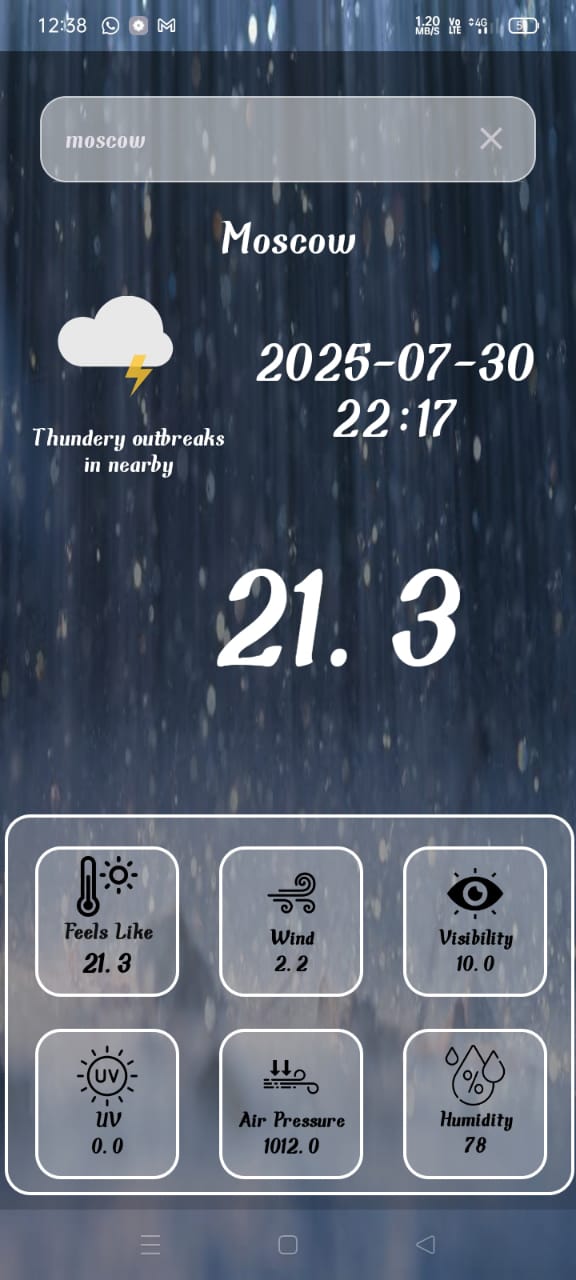 12:38
1.20 MB/S Vo LTE 4G 51
moscow
Moscow
2025-07-30
22:17
Thundery outbreaks
in nearby
21. 3
Feels Like
21. 3
Wind
2. 2
Visibility
10. 0
UV
UV
0. 0
Air Pressure
1012. 0
%
Humidity
78